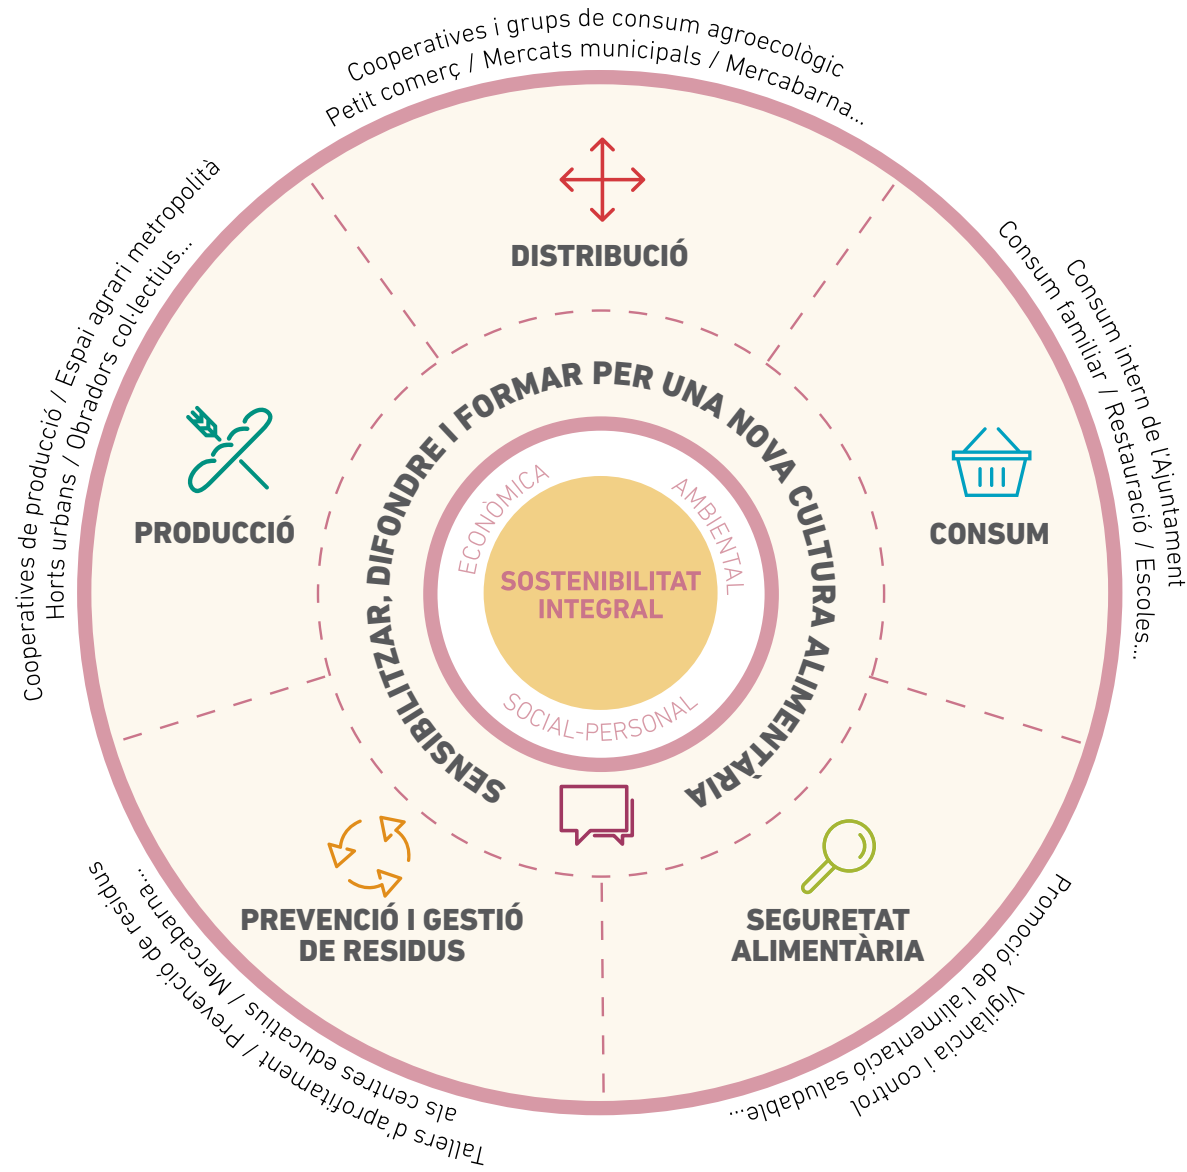 Cooperatives i grups de consum agroecològic
Petit comerç / Mercats municipals / Mercabarna...
DISTRIBUCIÓ
Cooperatives de producció / Espai agrari metropolità
Horts urbans / Obradors col·lectius...
PRODUCCIÓ
Consum intern de l'Ajuntament
Consum familiar / Restauració / Escoles...
CONSUM
SENSIBILITZAR, DIFONDRE I FORMAR PER UNA NOVA CULTURA ALIMENTÀRIA
ECONÒMICA
AMBIENTAL
SOSTENIBILITAT
INTEGRAL
SOCIAL-PERSONAL
PREVENCIÓ I GESTIÓ
DE RESIDUS
Tallers d'aprofitament / Prevenció de residus
als centres educatius / Mercabarna...
SEGURETAT
ALIMENTÀRIA
Vigilància i control
Promoció de l'alimentació saludable...